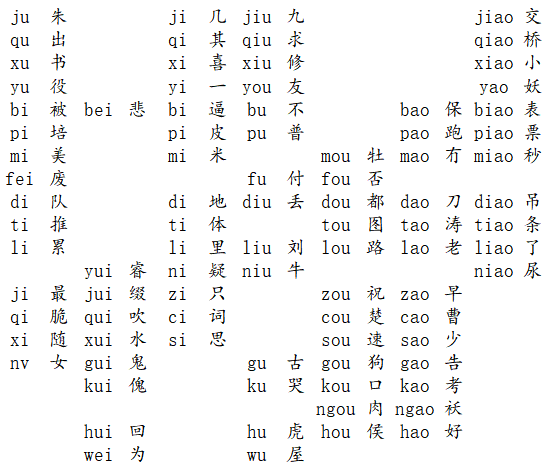 ju 朱 ji 几 jiu 九 jiao 交
qu 出 qi 其 qiu 求 qiao 桥
xu 书 xi 喜 xiu 修 xiao 小
yu 役 yi 一 you 友 yao 妖
bi 被 bei 悲 bi 逼 bu 不 bao 保 biao 表
pi 培 pi 皮 pu 普 pao 跑 piao 票
mi 美 mi 米 mou 牡 mao 冇 miao 秒
fei 废 fu 付 fou 否
di 队 di 地 diu 丢 dou 都 dao 刀 diao 吊
ti 推 ti 体 tou 图 tao 涛 tiao 条
li 累 li 里 liu 刘 lou 路 lao 老 liao 了
yui 睿 ni 疑 niu 牛 niao 尿
ji 最 jui 缀 zi 只 zou 祝 zao 早
qi 脆 qui 吹 ci 词 cou 楚 cao 曹
xi 随 xui 水 si 思 sou 速 sao 少
nv 女 gui 鬼 gu 古 gou 狗 gao 告
kui 傀 ku 哭 kou 口 kao 考
ngou 肉 ngao 袄
hui 回 hu 虎 hou 侯 hao 好
wei 为 wu 屋